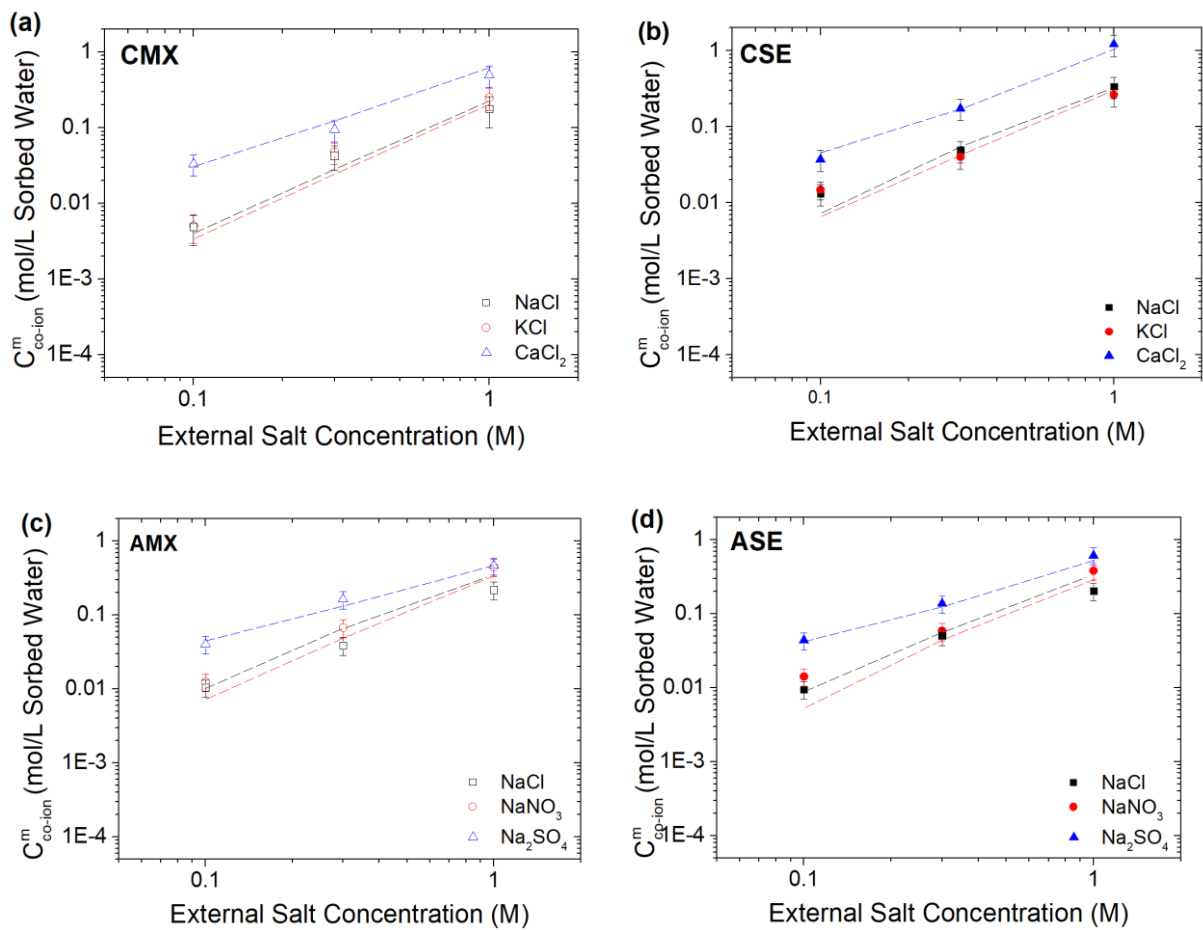 (a)
CMX
C^m_co-ion (mol/L Sorbed Water)
1
0.1
0.01
1E-3
1E-4
NaCl
KCl
CaCl₂
0.1
1
External Salt Concentration (M)
(b)
CSE
C^m_co-ion (mol/L Sorbed Water)
1
0.1
0.01
1E-3
1E-4
NaCl
KCl
CaCl₂
0.1
1
External Salt Concentration (M)
(c)
AMX
C^m_co-ion (mol/L Sorbed Water)
1
0.1
0.01
1E-3
1E-4
NaCl
NaNO₃
Na₂SO₄
0.1
1
External Salt Concentration (M)
(d)
ASE
C^m_co-ion (mol/L Sorbed Water)
1
0.1
0.01
1E-3
1E-4
NaCl
NaNO₃
Na₂SO₄
0.1
1
External Salt Concentration (M)